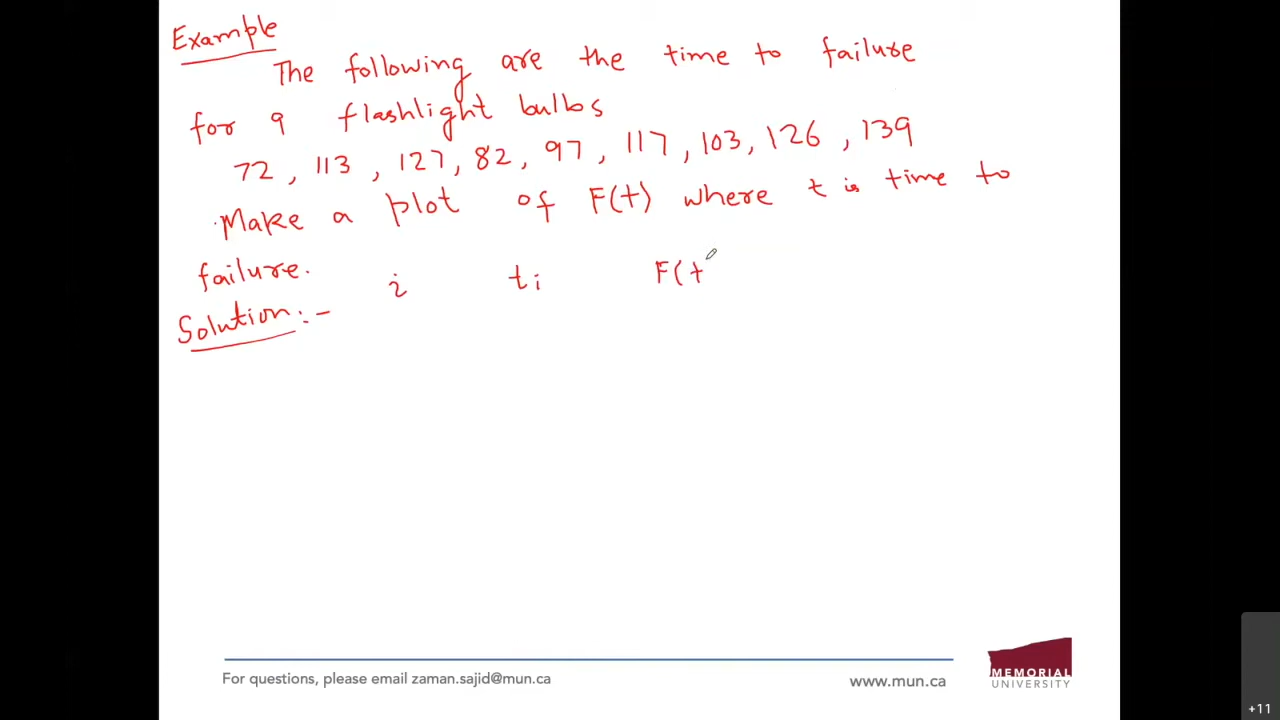 Example
The following are the time to failure
for 9 flashlight bulbs
72, 113, 127, 82, 97, 117, 103, 126, 139
Make a plot of F(t) where t is time to
failure.
i ti F(t
Solution:-
For questions, please email zaman.sajid@mun.ca
www.mun.ca
MEMORIAL
UNIVERSITY
+11